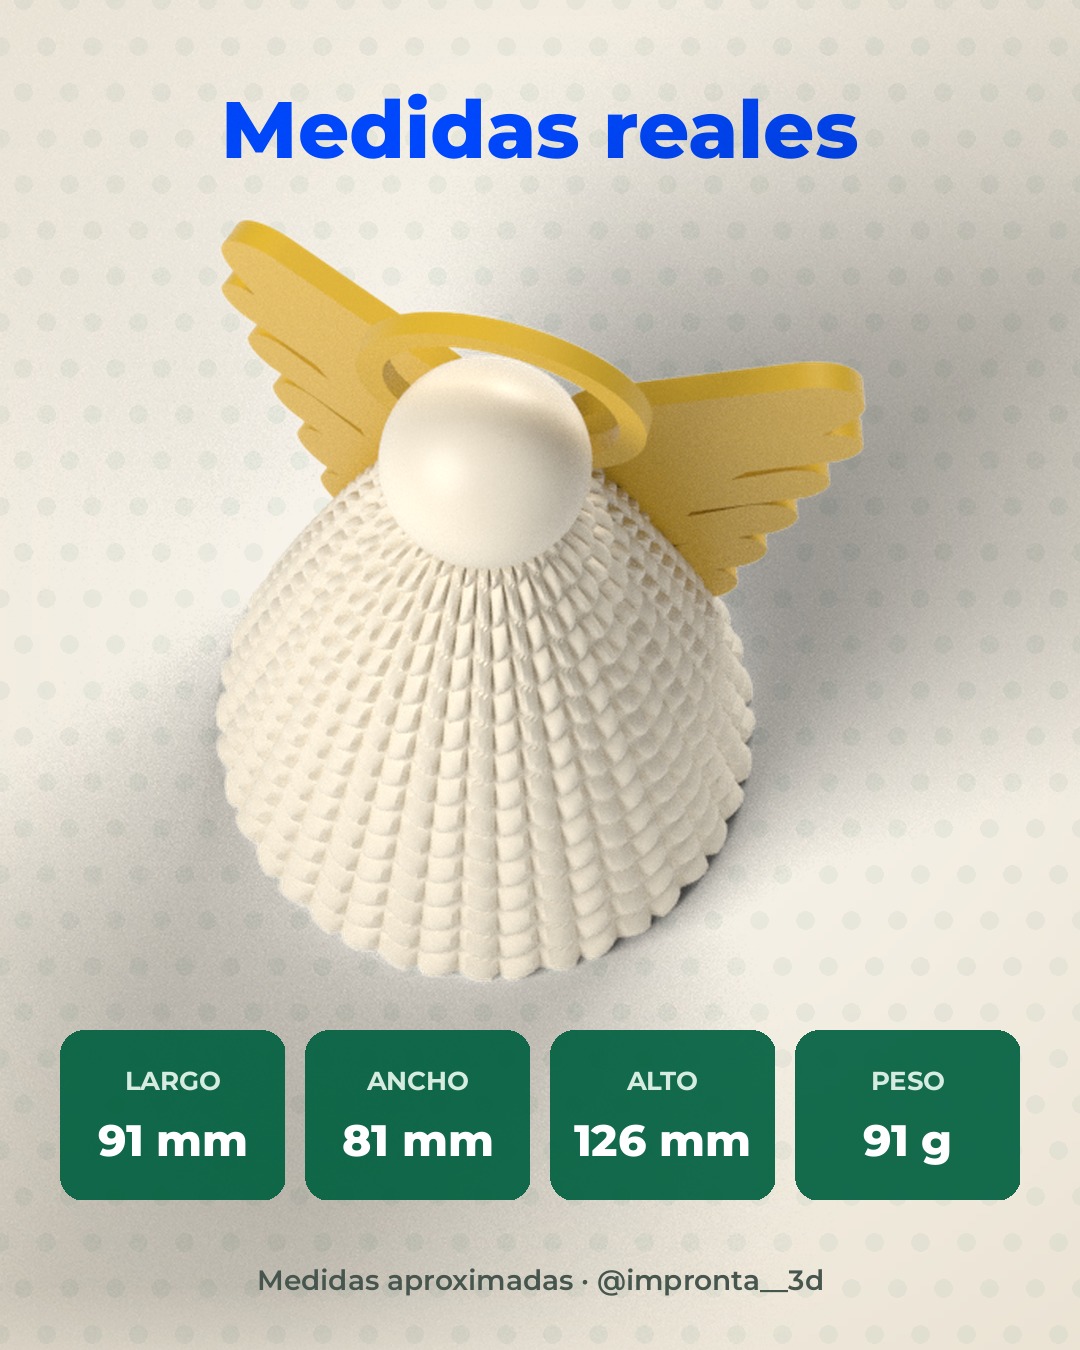 Medidas reales
LARGO
91 mm
ANCHO
81 mm
ALTO
126 mm
PESO
91 g
Medidas aproximadas · @impronta__3d